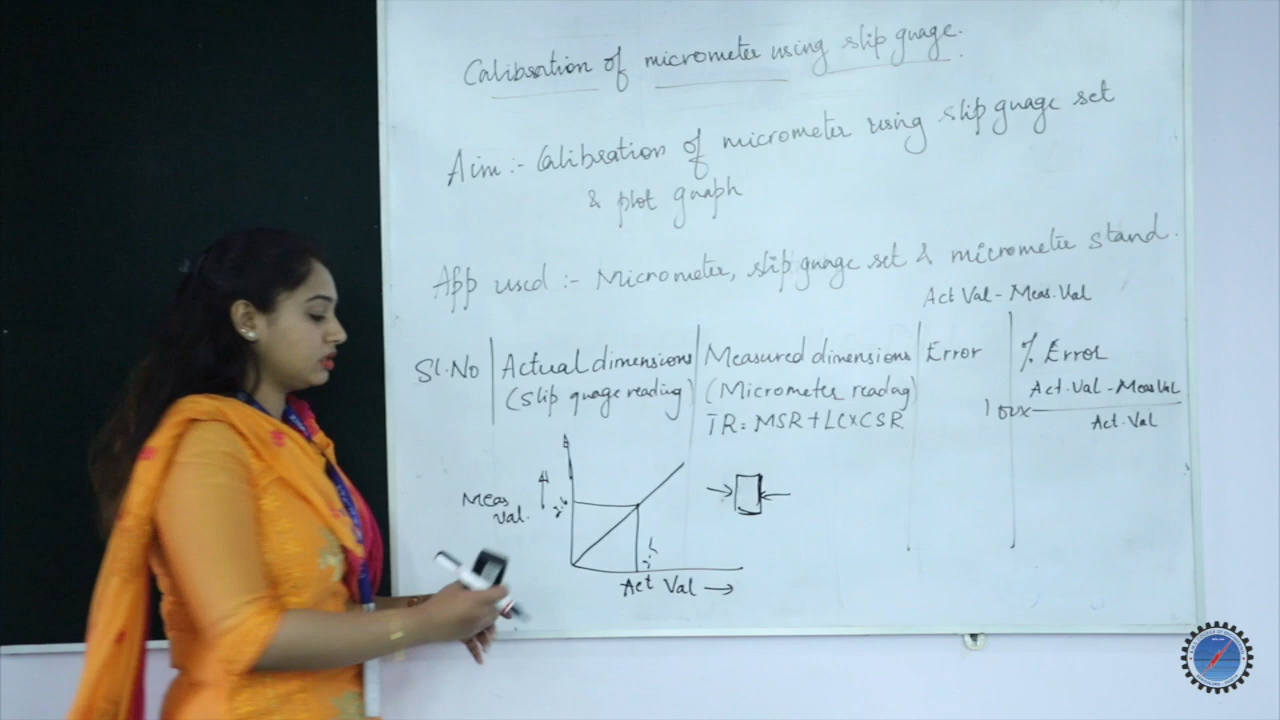 Calibration of micrometer using slip guage.
Aim :- Calibration of micrometer using slip guage set
& plot graph
App used :- Micrometer, slip guage set & micrometer stand.
Act Val - Meas. Val
Sl.No Actual dimensions Measured dimensions Error % Error
(Slip guage reading) (Micrometer reading) Act. Val - Meas Val
TR = MSR + LC x CSR 100 x Act. Val
Meas
Val.
Act Val